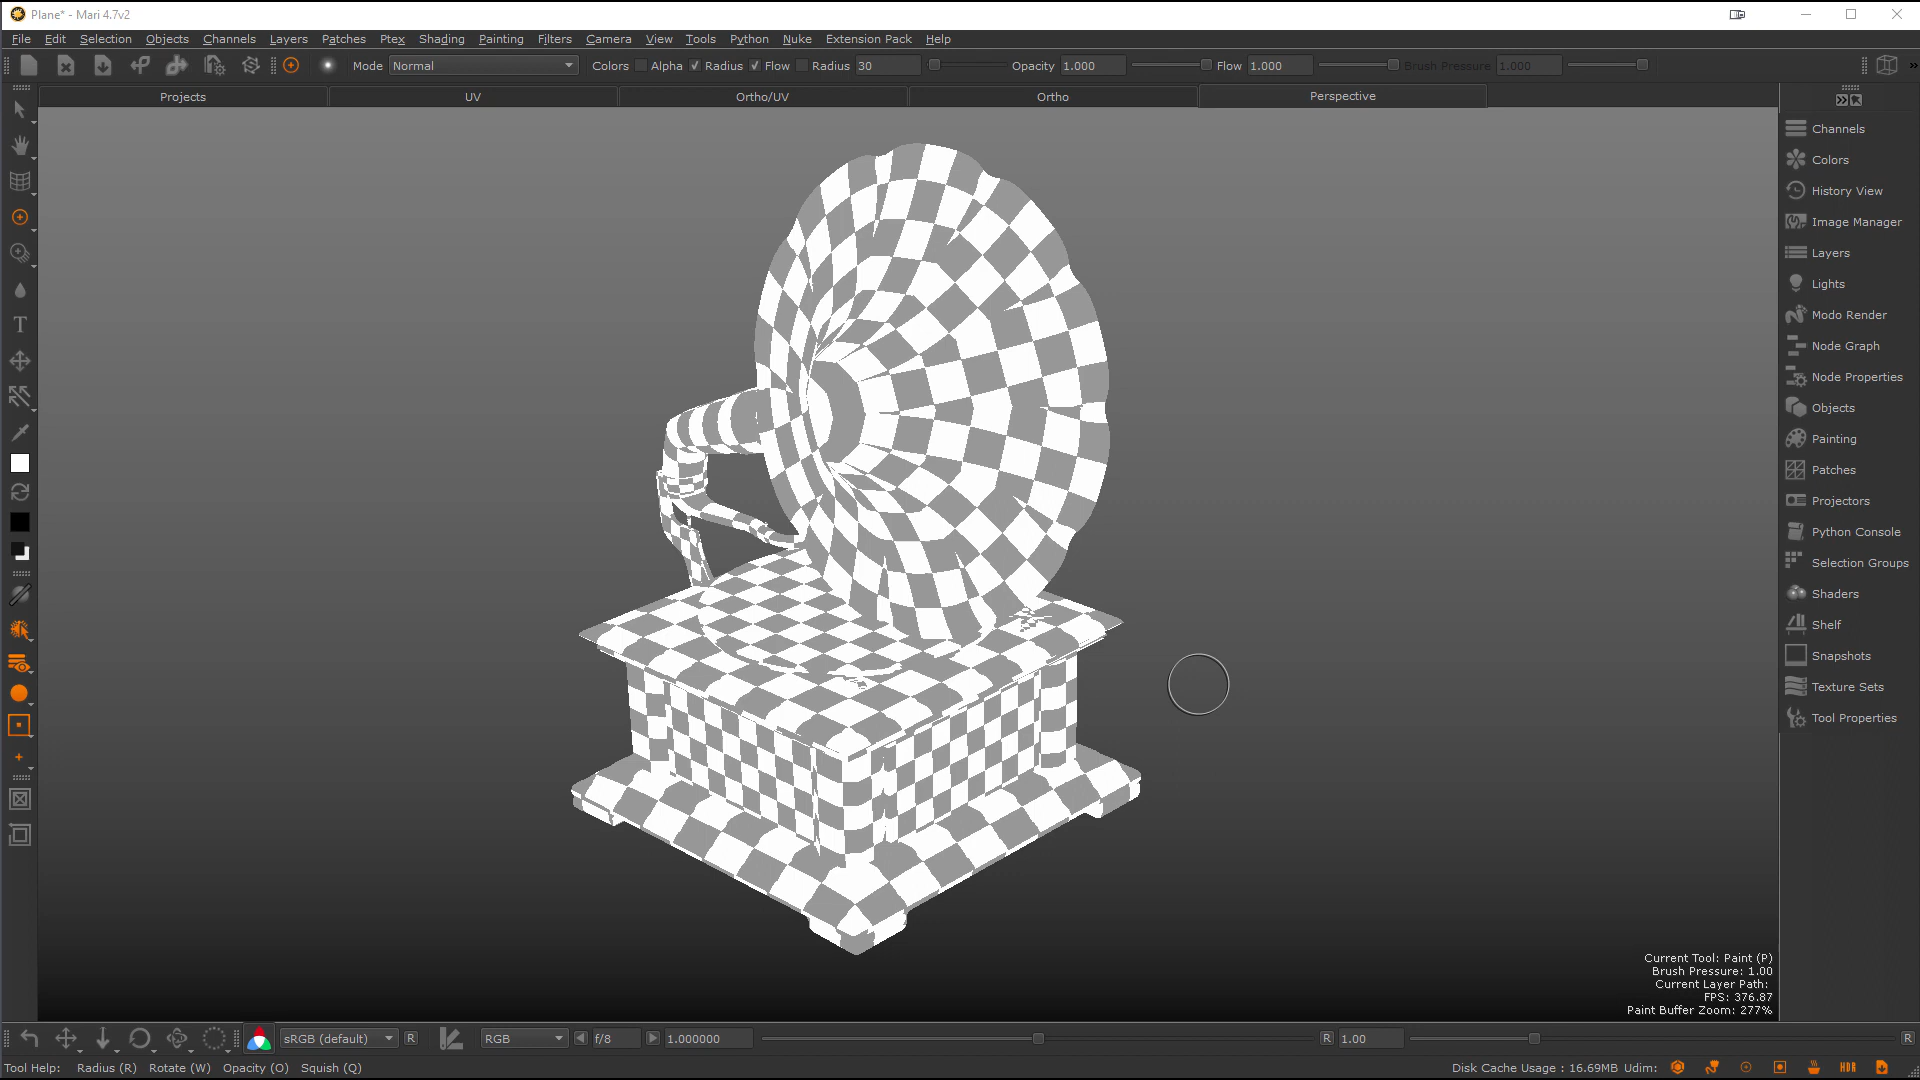 Plane* - Mari 4.7v2
File Edit Selection Objects Channels Layers Patches Ptex Shading Painting Filters Camera View Tools Python Nuke Extension Pack Help
Mode Normal Colors Alpha Radius Flow Radius 30 Opacity 1.000 Flow 1.000 Brush Pressure 1.000
Projects UV Ortho/UV Ortho Perspective
Channels
Colors
History View
Image Manager
Layers
Lights
Modo Render
Node Graph
Node Properties
Objects
Painting
Patches
Projectors
Python Console
Selection Groups
Shaders
Shelf
Snapshots
Texture Sets
Tool Properties
Current Tool: Paint (P)
Brush Pressure: 1.00
Current Layer Path:
FPS: 376.87
Paint Buffer Zoom: 277%
sRGB (default) R RGB f/8 1.000000 R 1.00 R
Tool Help: Radius (R) Rotate (W) Opacity (O) Squish (Q) Disk Cache Usage : 16.69MB Udim: HDR